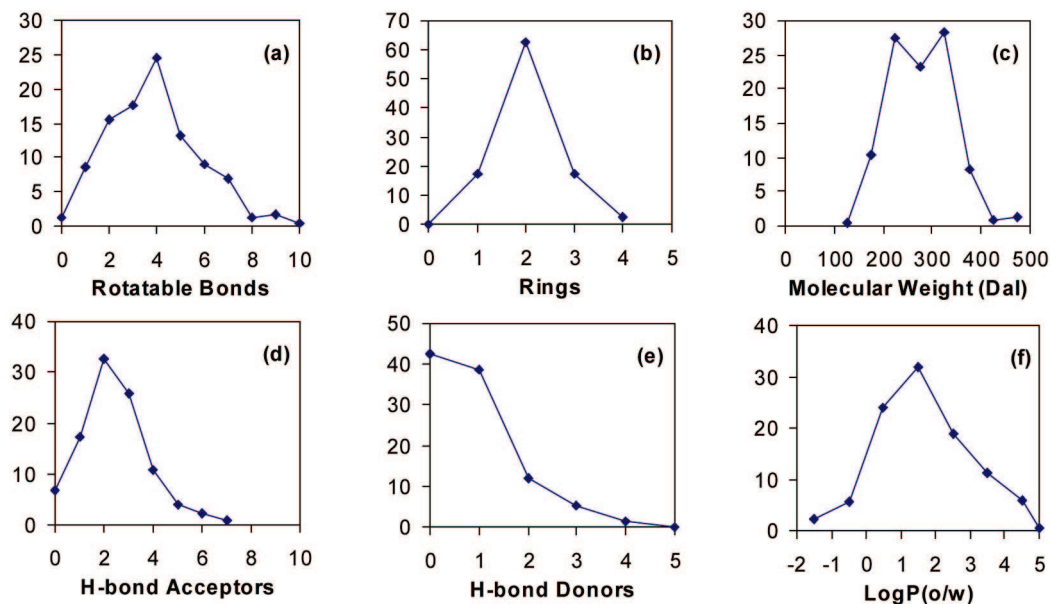 30
25
20
15
10
5
0
0 2 4 6 8 10
Rotatable Bonds
(a)
70
60
50
40
30
20
10
0
0 1 2 3 4 5
Rings
(b)
30
25
20
15
10
5
0
0 100 200 300 400 500
Molecular Weight (Dal)
(c)
40
30
20
10
0
0 2 4 6 8 10
H-bond Acceptors
(d)
50
40
30
20
10
0
0 1 2 3 4 5
H-bond Donors
(e)
40
30
20
10
0
-2 -1 0 1 2 3 4 5
LogP(o/w)
(f)